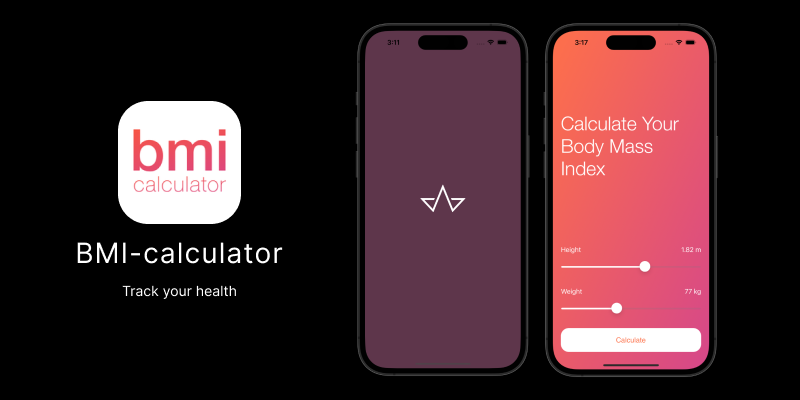 bmi
calculator
BMI-calculator
Track your health
3:11
3:17
Calculate Your
Body Mass
Index
Height
1.82 m
Weight
77 kg
Calculate